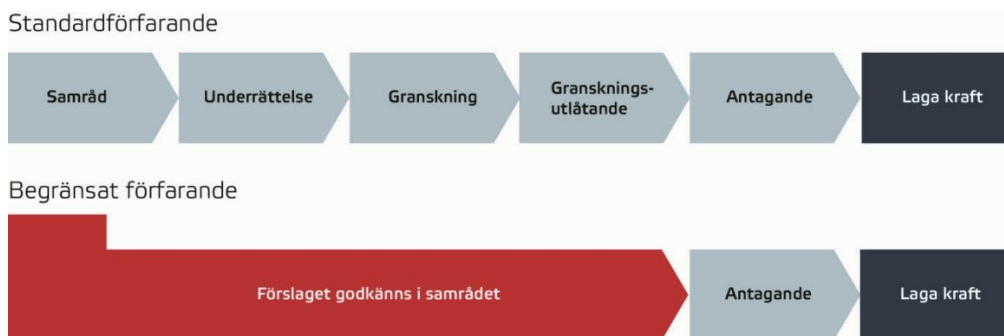 Standardförfarande
Samråd
Underrättelse
Granskning
Gransknings-
utlåtande
Antagande
Laga kraft
Begränsat förfarande
Förslaget godkänns i samrådet
Antagande
Laga kraft